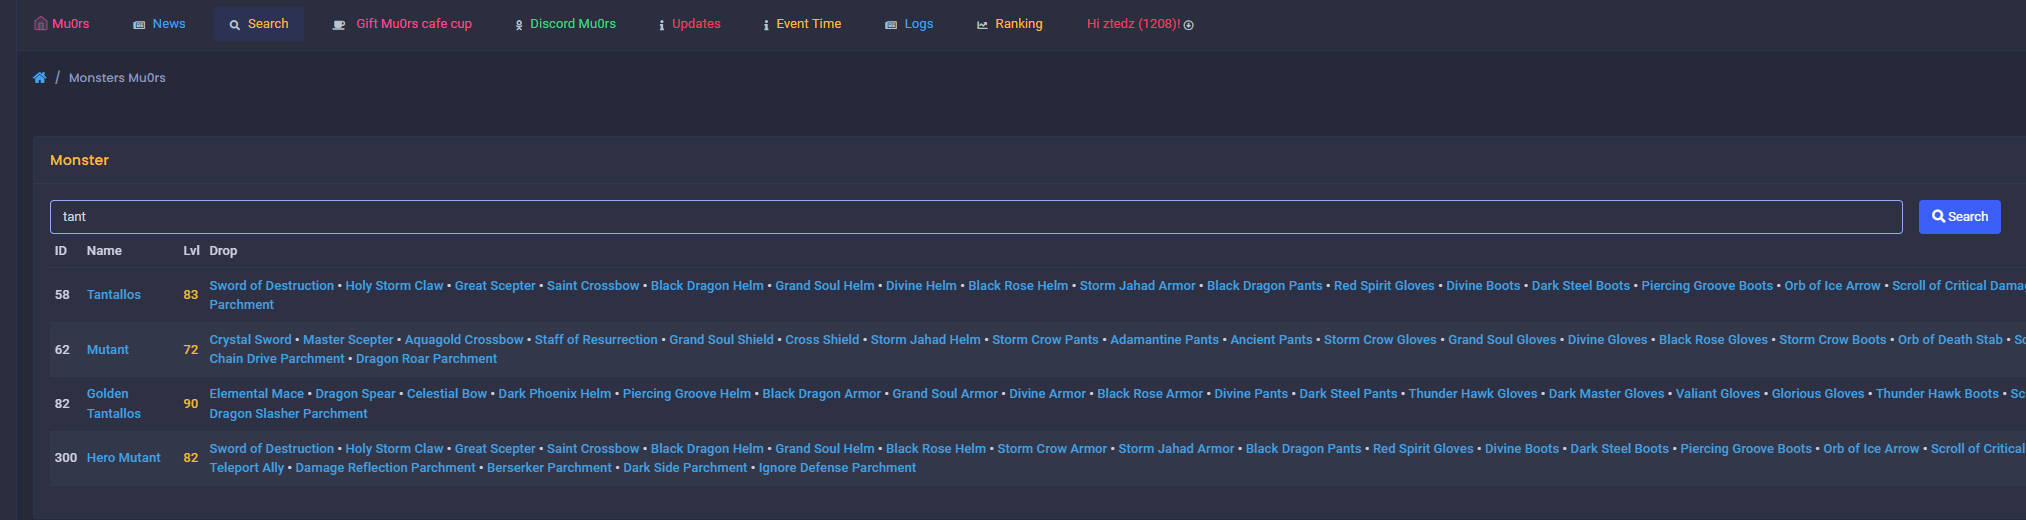 Mu0rs News Search Gift Mu0rs cafe cup Discord Mu0rs Updates Event Time Logs Ranking Hi ztedz (1208)!
/ Monsters Mu0rs
Monster
tant Search
ID Name Lvl Drop
58 Tantallos 83 Sword of Destruction • Holy Storm Claw • Great Scepter • Saint Crossbow • Black Dragon Helm • Grand Soul Helm • Divine Helm • Black Rose Helm • Storm Jahad Armor • Black Dragon Pants • Red Spirit Gloves • Divine Boots • Dark Steel Boots • Piercing Groove Boots • Orb of Ice Arrow • Scroll of Critical
Parchment
62 Mutant 72 Crystal Sword • Master Scepter • Aquagold Crossbow • Staff of Resurrection • Grand Soul Shield • Cross Shield • Storm Jahad Helm • Storm Crow Pants • Adamantine Pants • Ancient Pants • Storm Crow Gloves • Grand Soul Gloves • Divine Gloves • Black Rose Gloves • Storm Crow Boots • Orb of Death Stab •
Chain Drive Parchment • Dragon Roar Parchment
82 Golden Tantallos 90 Elemental Mace • Dragon Spear • Celestial Bow • Dark Phoenix Helm • Piercing Groove Helm • Black Dragon Armor • Grand Soul Armor • Divine Armor • Black Rose Armor • Divine Pants • Dark Steel Pants • Thunder Hawk Gloves • Dark Master Gloves • Valiant Gloves • Glorious Gloves • Thunder Hawk Boots •
Dragon Slasher Parchment
300 Hero Mutant 82 Sword of Destruction • Holy Storm Claw • Great Scepter • Saint Crossbow • Black Dragon Helm • Grand Soul Helm • Black Rose Helm • Storm Crow Armor • Storm Jahad Armor • Black Dragon Pants • Red Spirit Gloves • Divine Boots • Dark Steel Boots • Piercing Groove Boots • Orb of Ice Arrow • Scroll of Critical
Teleport Ally • Damage Reflection Parchment • Berserker Parchment • Dark Side Parchment • Ignore Defense Parchment